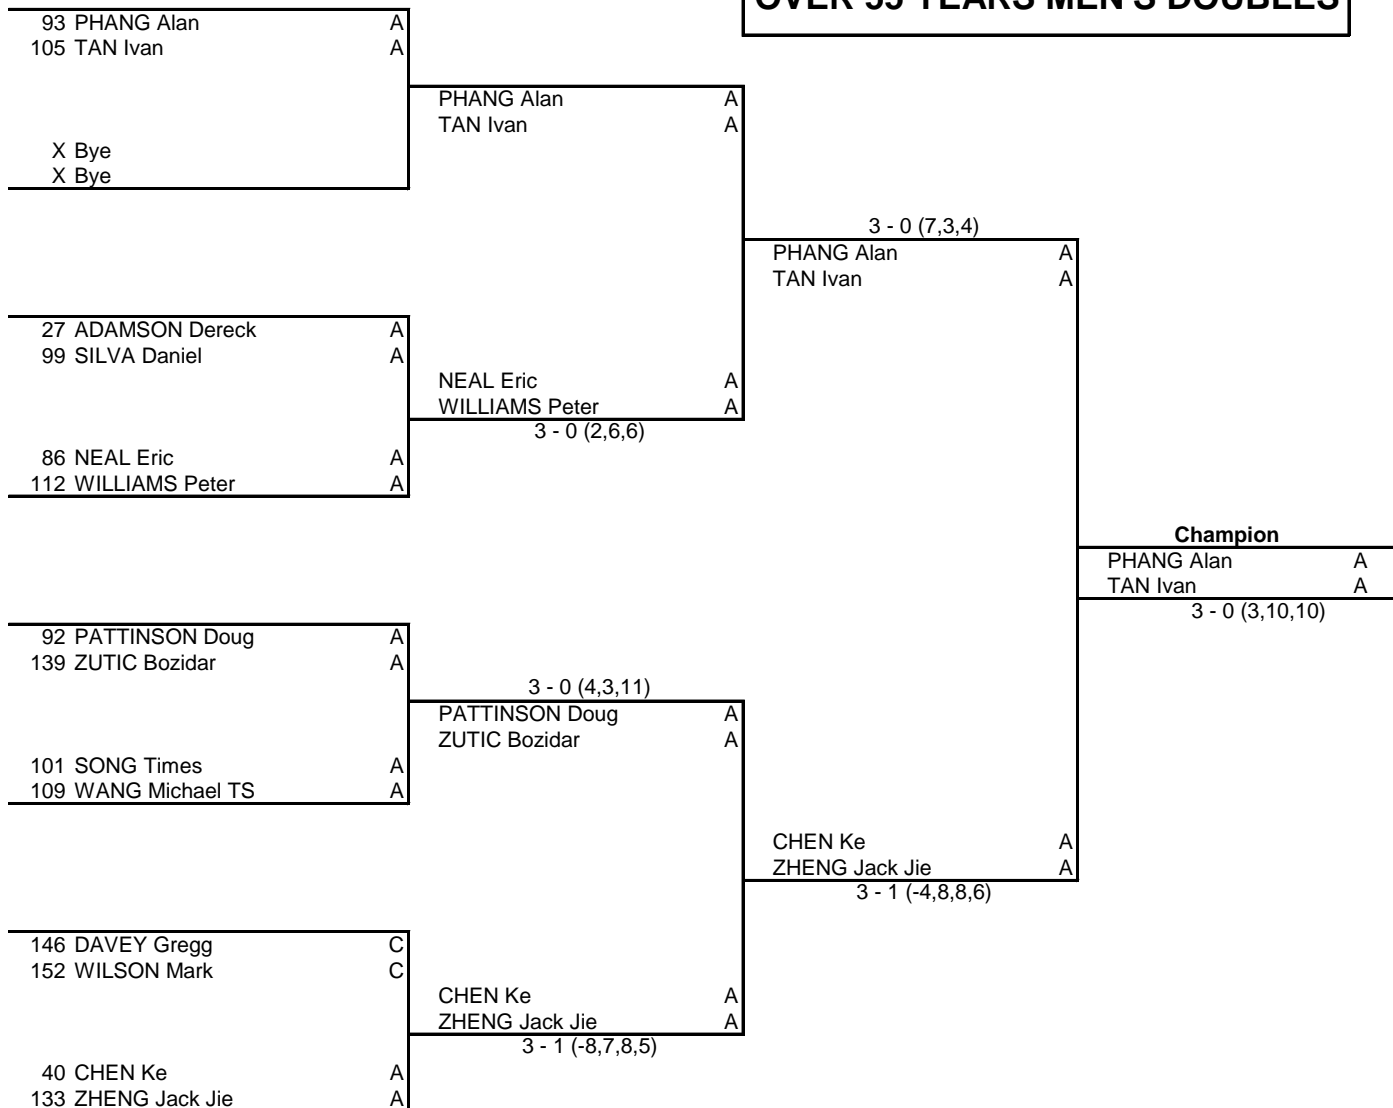 OVER YEARS MEN'S DOUBLES
93 PHANG Alan A
105 TAN Ivan A
PHANG Alan A
TAN Ivan A
X Bye
X Bye
3 - 0 (7,3,4)
PHANG Alan A
TAN Ivan A
27 ADAMSON Dereck A
99 SILVA Daniel A
NEAL Eric A
WILLIAMS Peter A
3 - 0 (2,6,6)
86 NEAL Eric A
112 WILLIAMS Peter A
Champion
PHANG Alan A
TAN Ivan A
3 - 0 (3,10,10)
92 PATTINSON Doug A
139 ZUTIC Bozidar A
3 - 0 (4,3,11)
PATTINSON Doug A
ZUTIC Bozidar A
101 SONG Times A
109 WANG Michael TS A
CHEN Ke A
ZHENG Jack Jie A
3 - 1 (-4,8,8,6)
146 DAVEY Gregg C
152 WILSON Mark C
CHEN Ke A
ZHENG Jack Jie A
3 - 1 (-8,7,8,5)
40 CHEN Ke A
133 ZHENG Jack Jie A